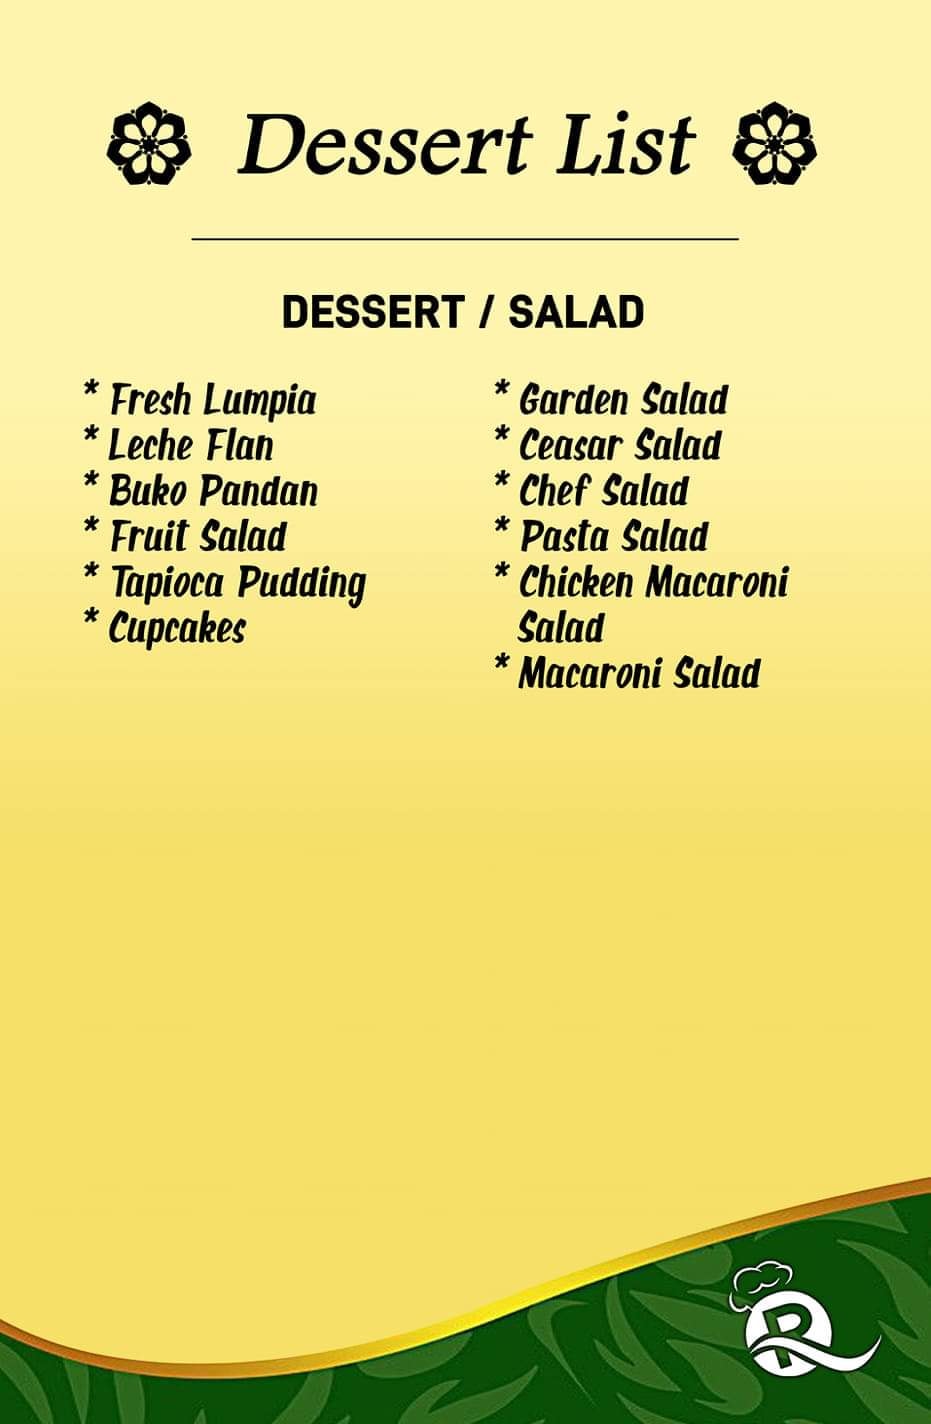 Dessert List
DESSERT / SALAD
* Fresh Lumpia
* Leche Flan
* Buko Pandan
* Fruit Salad
* Tapioca Pudding
* Cupcakes
* Garden Salad
* Ceasar Salad
* Chef Salad
* Pasta Salad
* Chicken Macaroni
Salad
* Macaroni Salad
R